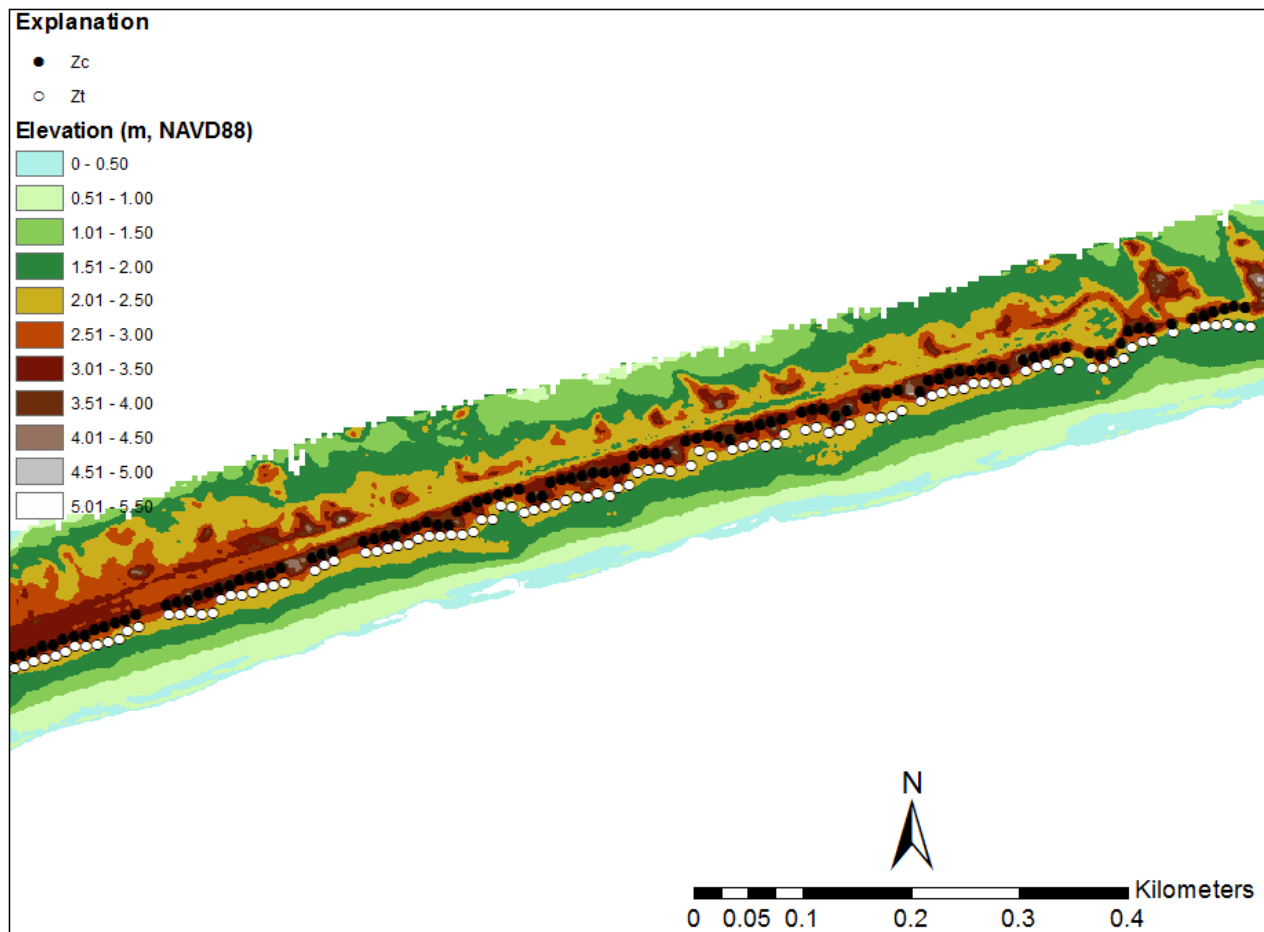 Explanation
Zc
Zt
Elevation (m, NAVD88)
0 - 0.50
0.51 - 1.00
1.01 - 1.50
1.51 - 2.00
2.01 - 2.50
2.51 - 3.00
3.01 - 3.50
3.51 - 4.00
4.01 - 4.50
4.51 - 5.00
5.01 - 5.50
N
Kilometers
0 0.05 0.1 0.2 0.3 0.4